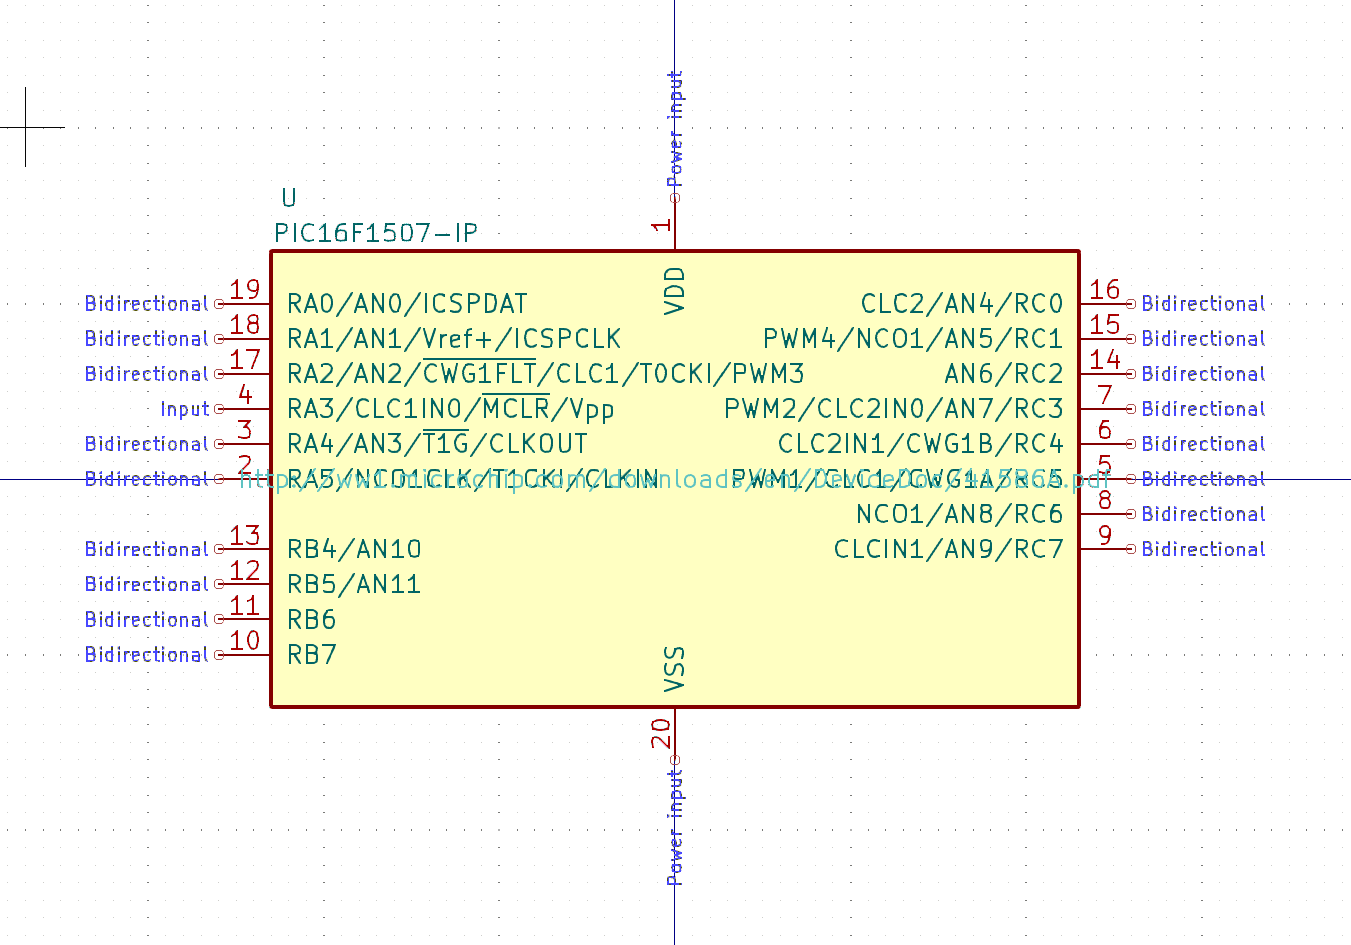 Power input
1
U
PIC16F1507-IP
VDD
Bidirectional 19 RA0/AN0/ICSPDAT CLC2/AN4/RC0 16 Bidirectional
Bidirectional 18 RA1/AN1/Vref+/ICSPCLK PWM4/NCO1/AN5/RC1 15 Bidirectional
Bidirectional 17 RA2/AN2/CWG1FLT/CLC1/T0CKI/PWM3 AN6/RC2 14 Bidirectional
Input 4 RA3/CLC1IN0/MCLR/Vpp PWM2/CLC2IN0/AN7/RC3 7 Bidirectional
Bidirectional 3 RA4/AN3/T1G/CLKOUT CLC2IN1/CWG1B/RC4 6 Bidirectional
Bidirectional 2 RA5/NCO1CLK/T1CKI/CLKIN PWM1/CLC1/CWG1A/RC5 5 Bidirectional
http://ww1.microchip.com/downloads/en/DeviceDoc/41586A.pdf
NCO1/AN8/RC6 8 Bidirectional
Bidirectional 13 RB4/AN10 CLCIN1/AN9/RC7 9 Bidirectional
Bidirectional 12 RB5/AN11
Bidirectional 11 RB6
Bidirectional 10 RB7
VSS
20
Power input